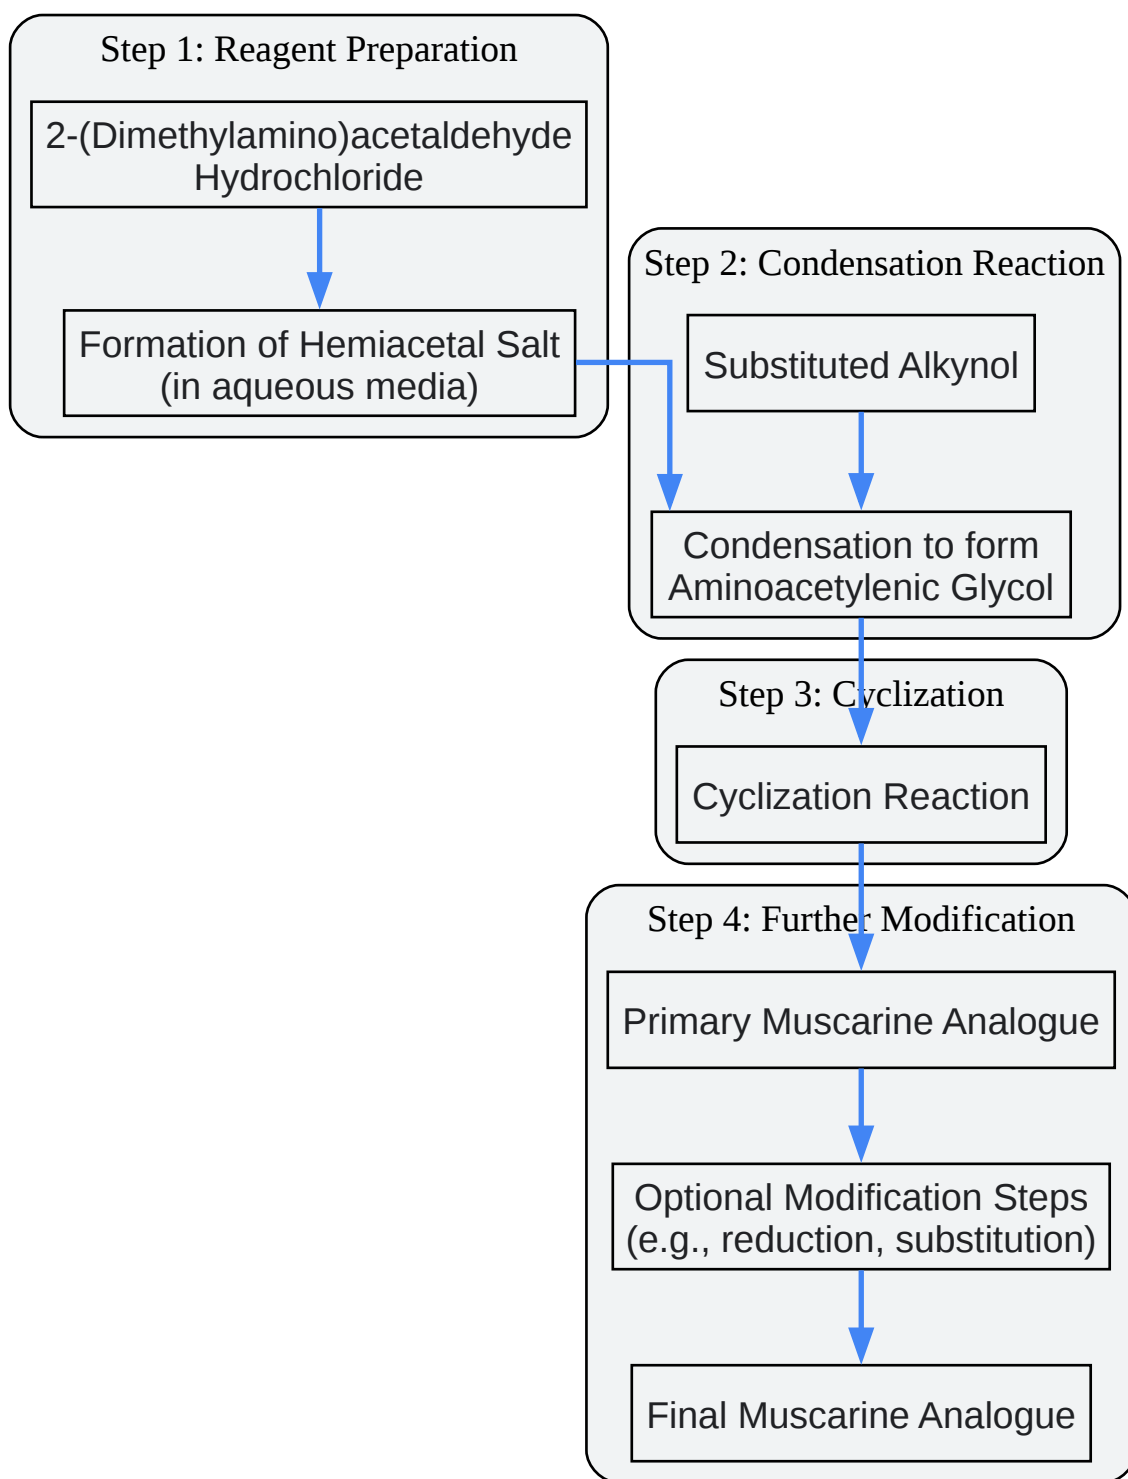 Step 1: Reagent Preparation
2-(Dimethylamino)acetaldehyde
Hydrochloride
Formation of Hemiacetal Salt
(in aqueous media)
Step 2: Condensation Reaction
Substituted Alkynol
Condensation to form
Aminoacetylenic Glycol
Step 3: Cyclization
Cyclization Reaction
Step 4: Further Modification
Primary Muscarine Analogue
Optional Modification Steps
(e.g., reduction, substitution)
Final Muscarine Analogue